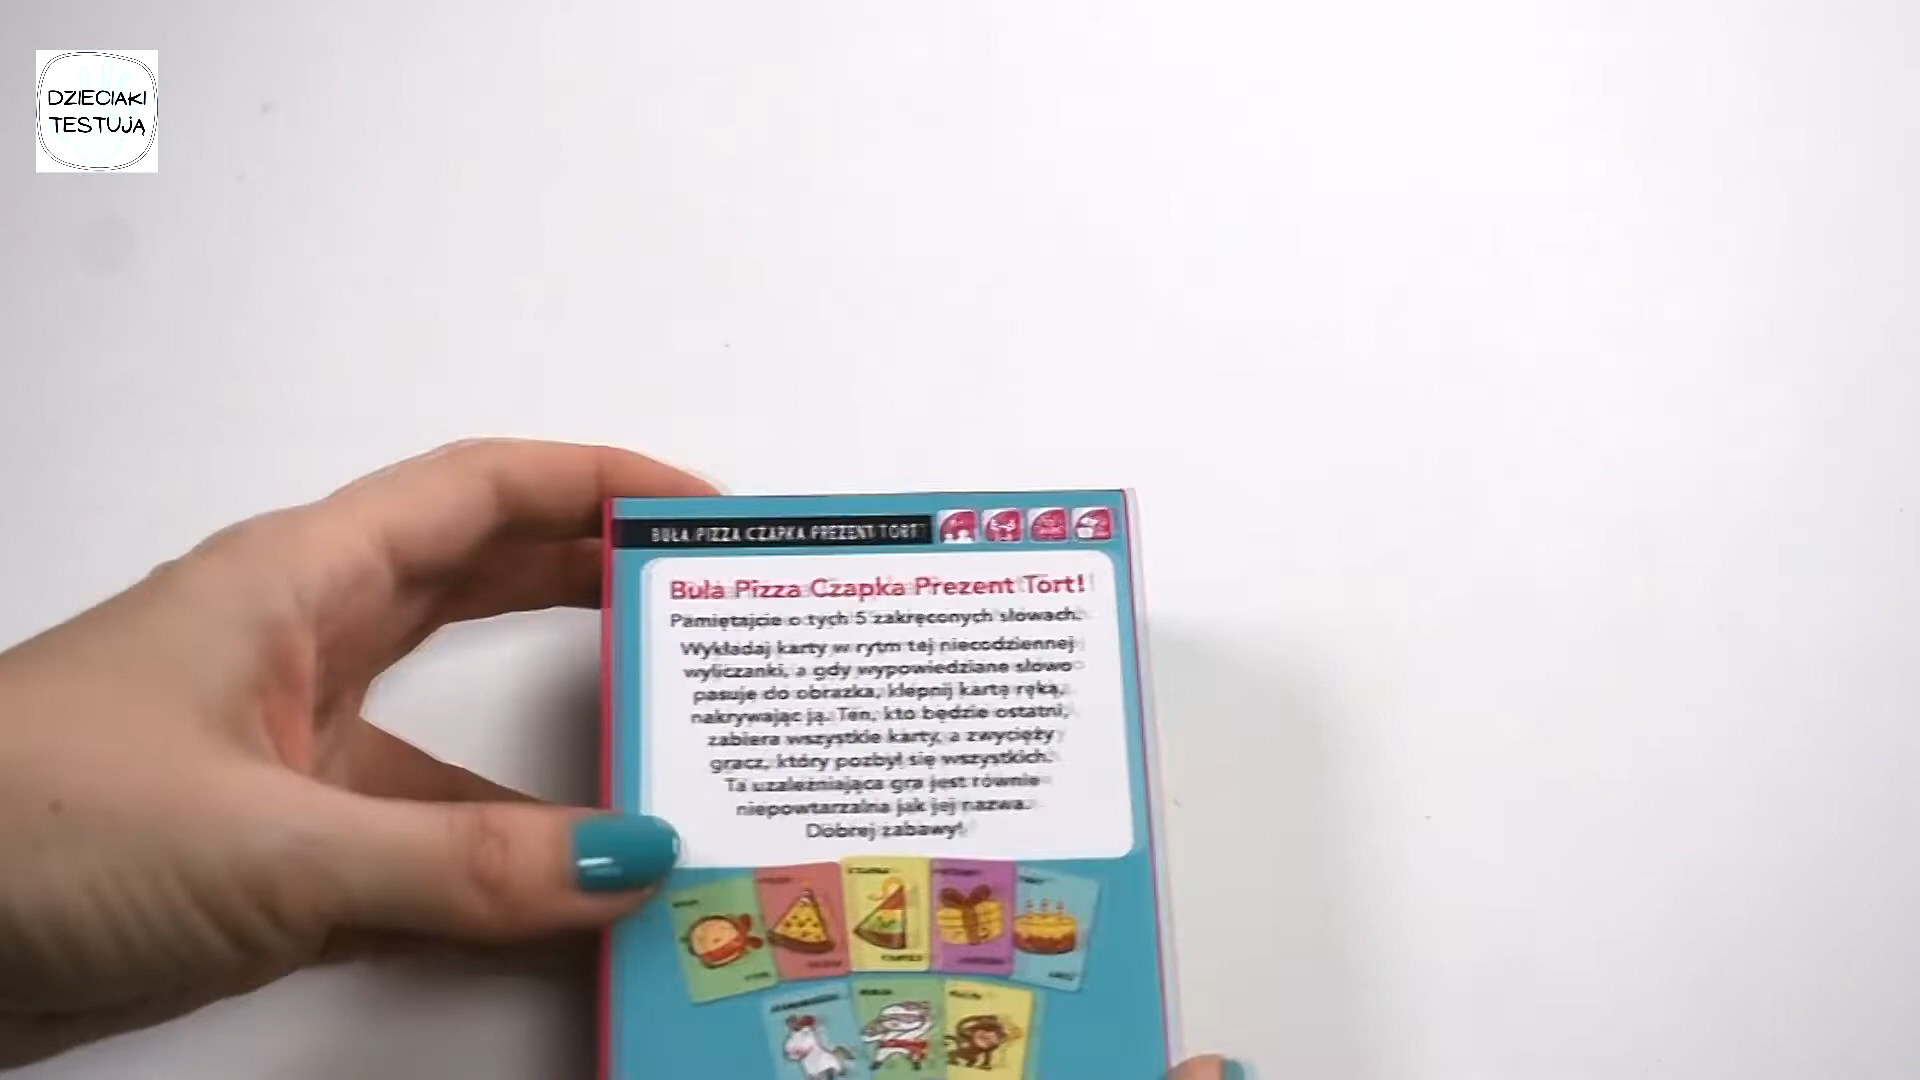 DZIECIAKI
TESTUJĄ
BUŁA PIZZA CZAPKA PREZENT TORT
Buła Pizza Czapka Prezent Tort!
Pamiętajcie o tych 5 zakręconych słowach.
Wykładaj karty w rytm tej niecodziennej
wyliczanki, a gdy wypowiedziane słowo
pasuje do obrazka, klepnij kartę ręką,
nakrywając ją. Ten, kto będzie ostatni,
zabiera wszystkie karty, a zwycięży
gracz, który pozbył się wszystkich.
Ta uzależniająca gra jest równie
niepowtarzalna jak jej nazwa.
Dobrej zabawy!